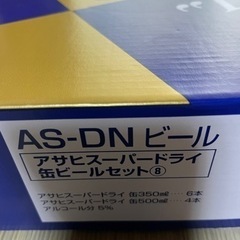 AS-DN ビール
アサヒスーパードライ
缶ビールセット⑧
アサヒスーパードライ 缶350㎖‥‥6本
アサヒスーパードライ 缶500㎖‥‥4本
アルコール分 5%